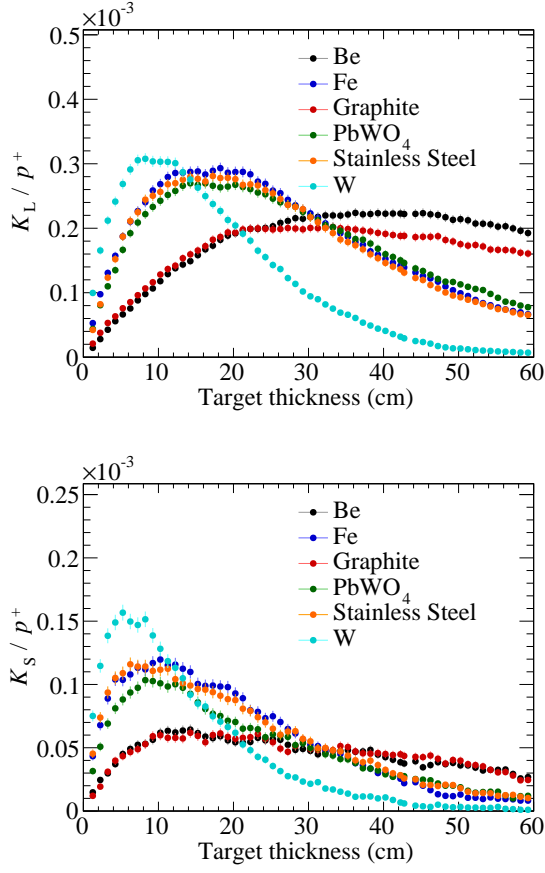 ×10⁻³
0.5
0.4
0.3
0.2
0.1
0
K_L / p⁺
Be
Fe
Graphite
PbWO₄
Stainless Steel
W
0 10 20 30 40 50 60
Target thickness (cm)
×10⁻³
0.25
0.2
0.15
0.1
0.05
0
K_S / p⁺
Be
Fe
Graphite
PbWO₄
Stainless Steel
W
0 10 20 30 40 50 60
Target thickness (cm)